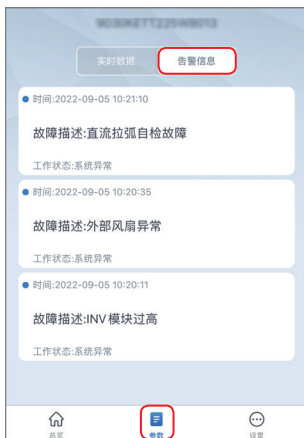 实时数据
告警信息
时间:2022-09-05 10:21:10
故障描述:直流拉弧自检故障
工作状态:系统异常
时间:2022-09-05 10:20:35
故障描述:外部风扇异常
工作状态:系统异常
时间:2022-09-05 10:20:11
故障描述:INV模块过高
工作状态:系统异常
总览
参数
设置